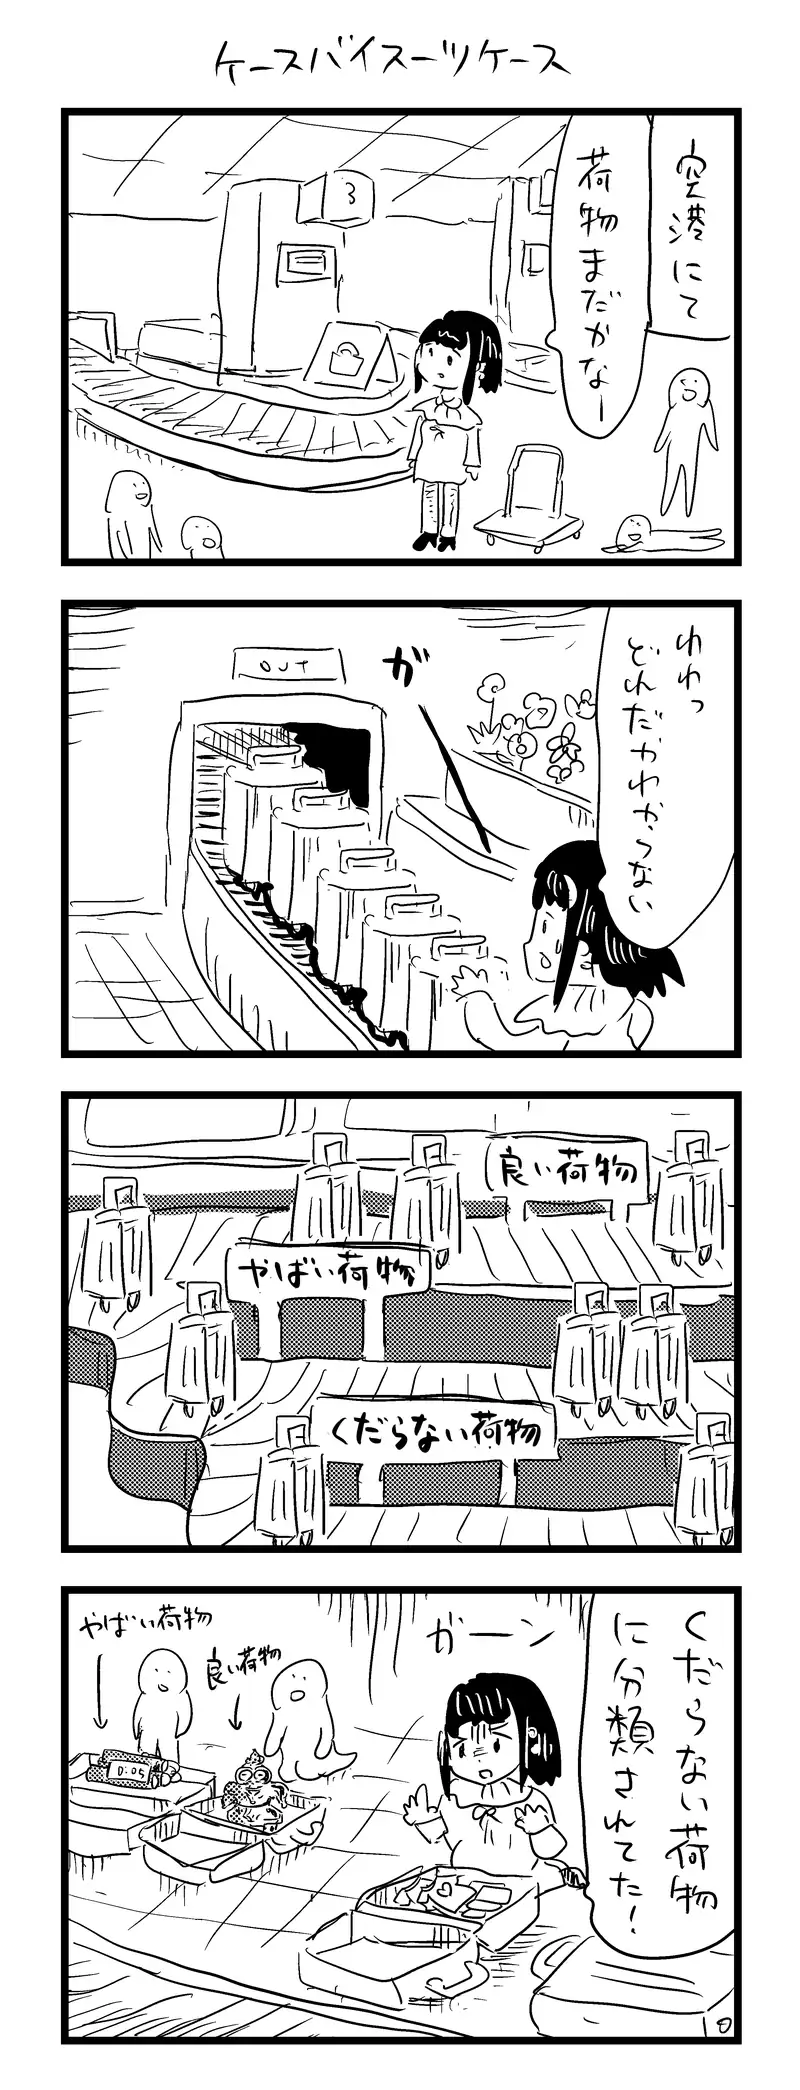 ケースバイスーツケース
空港にて
荷物まだかなー
3
わわっ
どれだかわからない
ガ
OUT
良い荷物
やばい荷物
くだらない荷物
くだらない荷物
に分類されてた!
ガーン
良い荷物
やばい荷物
0:05